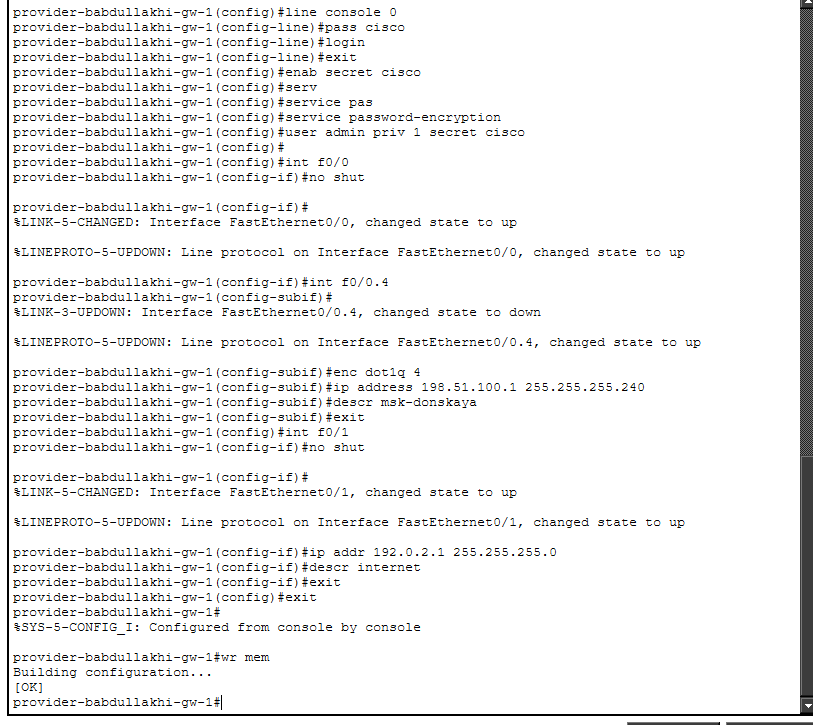 provider-babdullakhi-gw-1(config)#line console 0
provider-babdullakhi-gw-1(config-line)#pass cisco
provider-babdullakhi-gw-1(config-line)#login
provider-babdullakhi-gw-1(config-line)#exit
provider-babdullakhi-gw-1(config)#enab secret cisco
provider-babdullakhi-gw-1(config)#serv
provider-babdullakhi-gw-1(config)#service pas
provider-babdullakhi-gw-1(config)#service password-encryption
provider-babdullakhi-gw-1(config)#user admin priv 1 secret cisco
provider-babdullakhi-gw-1(config)#
provider-babdullakhi-gw-1(config)#int f0/0
provider-babdullakhi-gw-1(config-if)#no shut
provider-babdullakhi-gw-1(config-if)#
%LINK-5-CHANGED: Interface FastEthernet0/0, changed state to up
%LINEPROTO-5-UPDOWN: Line protocol on Interface FastEthernet0/0, changed state to up
provider-babdullakhi-gw-1(config-if)#int f0/0.4
provider-babdullakhi-gw-1(config-subif)#
%LINK-3-UPDOWN: Interface FastEthernet0/0.4, changed state to down
%LINEPROTO-5-UPDOWN: Line protocol on Interface FastEthernet0/0.4, changed state to up
provider-babdullakhi-gw-1(config-subif)#enc dot1q 4
provider-babdullakhi-gw-1(config-subif)#ip address 198.51.100.1 255.255.255.240
provider-babdullakhi-gw-1(config-subif)#descr msk-donskaya
provider-babdullakhi-gw-1(config-subif)#exit
provider-babdullakhi-gw-1(config)#int f0/1
provider-babdullakhi-gw-1(config-if)#no shut
provider-babdullakhi-gw-1(config-if)#
%LINK-5-CHANGED: Interface FastEthernet0/1, changed state to up
%LINEPROTO-5-UPDOWN: Line protocol on Interface FastEthernet0/1, changed state to up
provider-babdullakhi-gw-1(config-if)#ip addr 192.0.2.1 255.255.255.0
provider-babdullakhi-gw-1(config-if)#descr internet
provider-babdullakhi-gw-1(config-if)#exit
provider-babdullakhi-gw-1(config)#exit
provider-babdullakhi-gw-1#
%SYS-5-CONFIG_I: Configured from console by console
provider-babdullakhi-gw-1#wr mem
Building configuration...
[OK]
provider-babdullakhi-gw-1#